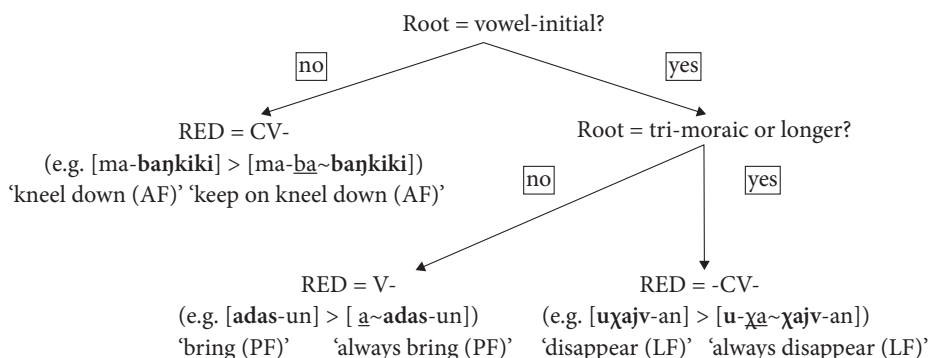 Root = vowel-initial?
no yes
RED = CV- Root = tri-moraic or longer?
(e.g. [ma-baŋkiki] > [ma-ba~baŋkiki])
‘kneel down (AF)’ ‘keep on kneel down (AF)’
no yes
RED = V- RED = -CV-
(e.g. [adas-un] > [ a~adas-un]) (e.g. [uχajv-an] > [u-χa~χajv-an])
‘bring (PF)’ ‘always bring (PF)’ ‘disappear (LF)’ ‘always disappear (LF)’